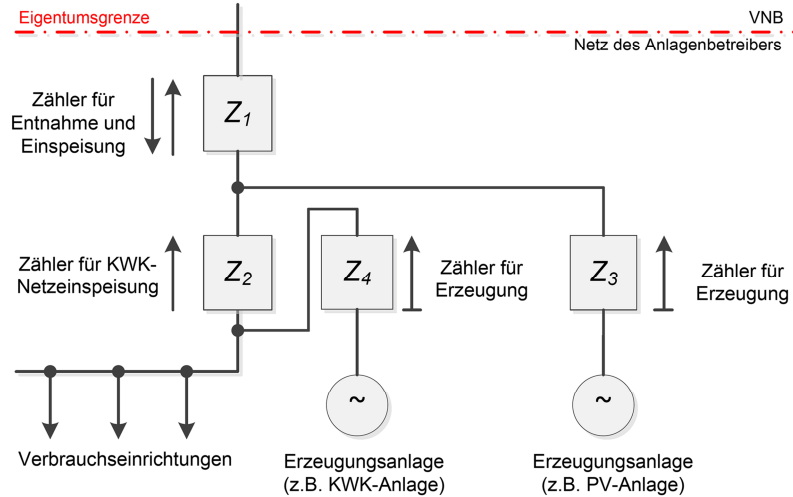 Eigentumsgrenze
VNB
Netz des Anlagenbetreibers
Zähler für
Entnahme und
Einspeisung
Z1
Zähler für KWK-
Netzeinspeisung
Z2
Z4
Zähler für
Erzeugung
Z3
Zähler für
Erzeugung
~
~
Verbrauchseinrichtungen
Erzeugungsanlage
(z.B. KWK-Anlage)
Erzeugungsanlage
(z.B. PV-Anlage)